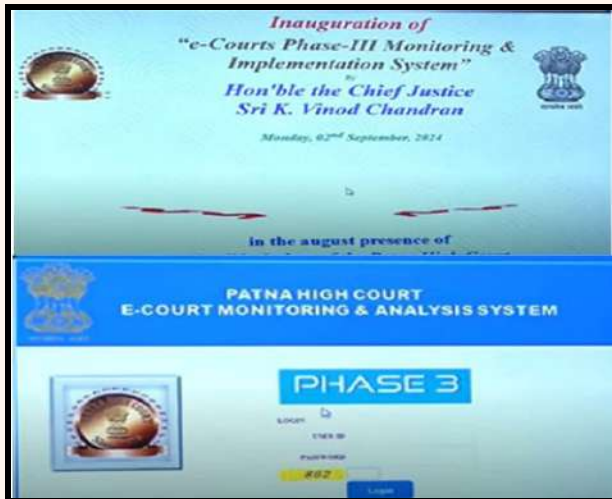 Inauguration of
“e-Courts Phase-III Monitoring &
Implementation System”
By
Hon'ble the Chief Justice
Sri K. Vinod Chandran
Monday, 02nd September, 2024
in the august presence of
PATNA HIGH COURT
E-COURT MONITORING & ANALYSIS SYSTEM
PHASE 3
LOGIN
USER ID
PASSWORD
862
Login